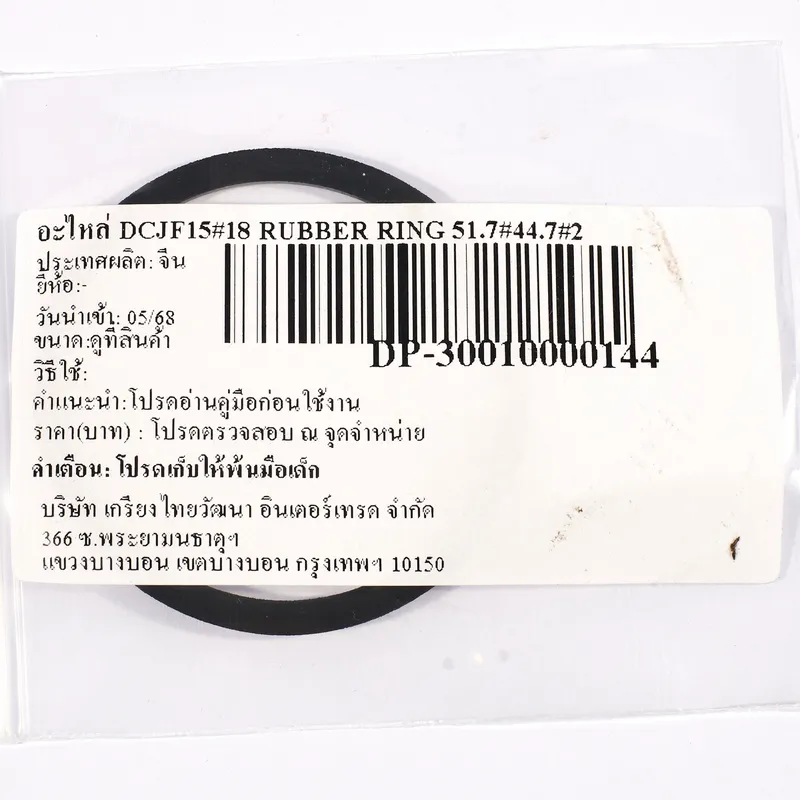 อะไหล่ DCJF15#18 RUBBER RING 51.7#44.7#2
ประเทศผลิต: จีน
ยี่ห้อ:-
วันนำเข้า: 05/68
ขนาด:ดูที่สินค้า
DP-30010000144
วิธีใช้:
คำแนะนำ:โปรดอ่านคู่มือก่อนใช้งาน
ราคา(บาท) : โปรดตรวจสอบ ณ จุดจำหน่าย
คำเตือน: โปรดเก็บให้พ้นมือเด็ก
บริษัท เกรียงไทยวัฒนา อินเตอร์เทรด จำกัด
366 ซ.พระยามนธาตุฯ
แขวงบางบอน เขตบางบอน กรุงเทพฯ 10150